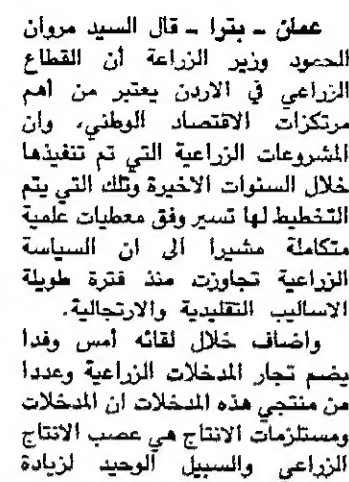 عمان ـ بترا ـ قال السيد مروان
الحمود وزير الزراعة أن القطاع
الزراعي في الاردن يعتبر من أهم
مرتكزات الاقتصاد الوطني، وان
المشروعات الزراعية التي تم تنفيذها
خلال السنوات الاخيرة وتلك التي يتم
التخطيط لها تسير وفق معطيات علمية
متكاملة مشيرا الى ان السياسة
الزراعية تجاوزت منذ فترة طويلة
الاساليب التقليدية والارتجالية.
واضاف خلال لقائه أمس وفدا
يضم تجار المدخلات الزراعية وعددا
من منتجي هذه المدخلات ان المدخلات
ومستلزمات الانتاج هي عصب الانتاج
الزراعي والسبيل الوحيد لزيادة